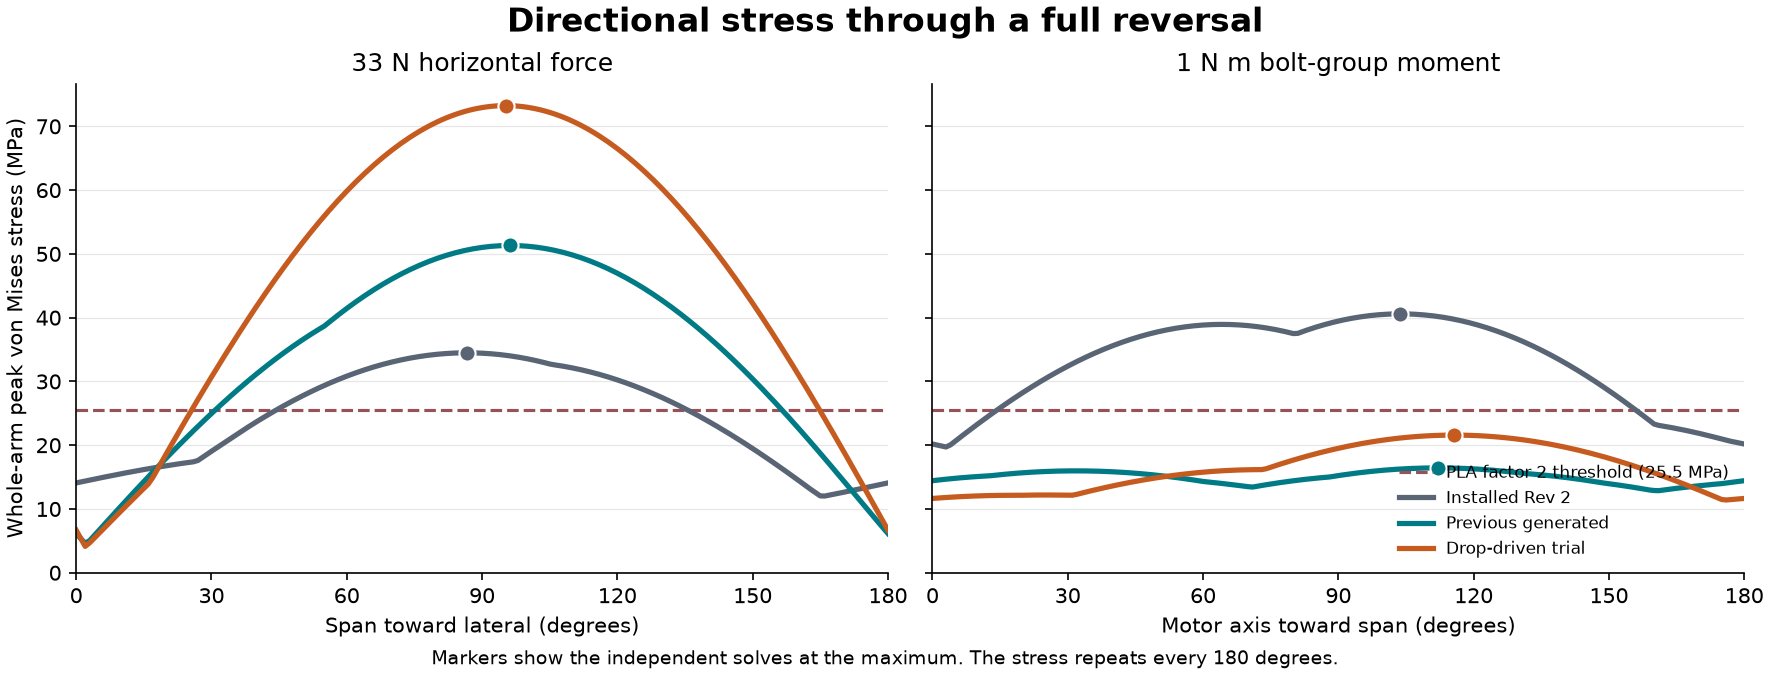 Directional stress through a full reversal
33 N horizontal force
1 N m bolt-group moment
Whole-arm peak von Mises stress (MPa)
70
60
50
40
30
20
10
0
0 30 60 90 120 150 180
0 30 60 90 120 150 180
Span toward lateral (degrees)
Motor axis toward span (degrees)
PLA factor 2 threshold (25.5 MPa)
Installed Rev 2
Previous generated
Drop-driven trial
Markers show the independent solves at the maximum. The stress repeats every 180 degrees.